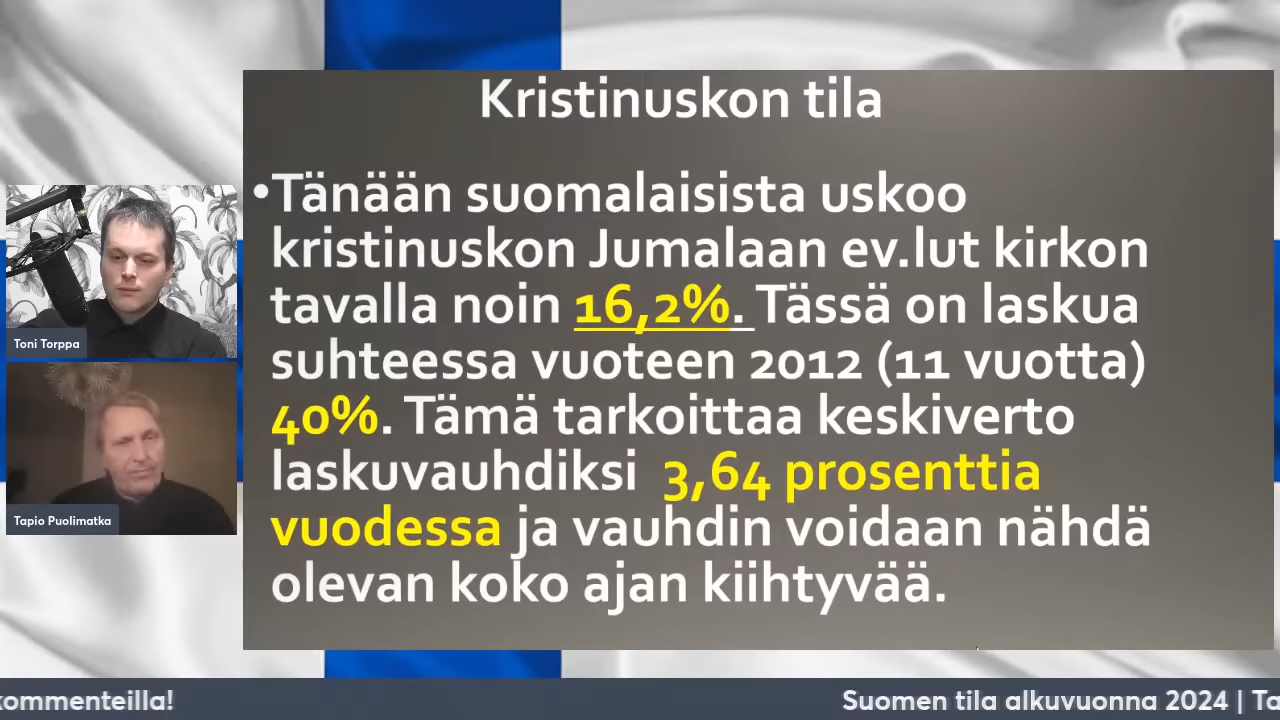 Kristinuskon tila
•Tänään suomalaisista uskoo
kristinuskon Jumalaan ev.lut kirkon
tavalla noin 16,2%. Tässä on laskua
suhteessa vuoteen 2012 (11 vuotta)
40%. Tämä tarkoittaa keskiverto
laskuvauhdiksi 3,64 prosenttia
vuodessa ja vauhdin voidaan nähdä
olevan koko ajan kiihtyvää.
Toni Torppa
Tapio Puolimatka
kommenteilla!
Suomen tila alkuvuonna 2024 |